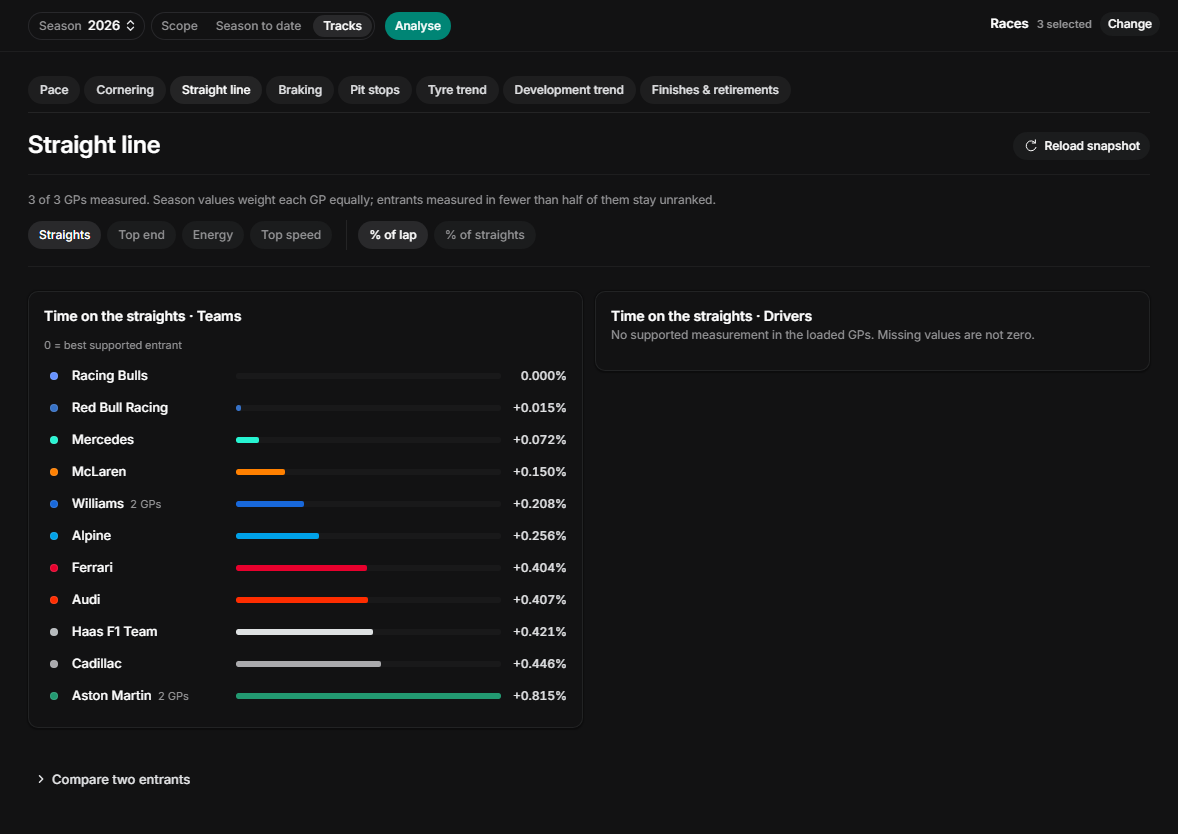 Season 2026 Scope Season to date Tracks Analyse Races 3 selected Change
Pace Cornering Straight line Braking Pit stops Tyre trend Development trend Finishes & retirements
Straight line Reload snapshot
3 of 3 GPs measured. Season values weight each GP equally; entrants measured in fewer than half of them stay unranked.
Straights Top end Energy Top speed % of lap % of straights
Time on the straights · Teams
0 = best supported entrant
Racing Bulls 0.000%
Red Bull Racing +0.015%
Mercedes +0.072%
McLaren +0.150%
Williams 2 GPs +0.208%
Alpine +0.256%
Ferrari +0.404%
Audi +0.407%
Haas F1 Team +0.421%
Cadillac +0.446%
Aston Martin 2 GPs +0.815%
Time on the straights · Drivers
No supported measurement in the loaded GPs. Missing values are not zero.
Compare two entrants